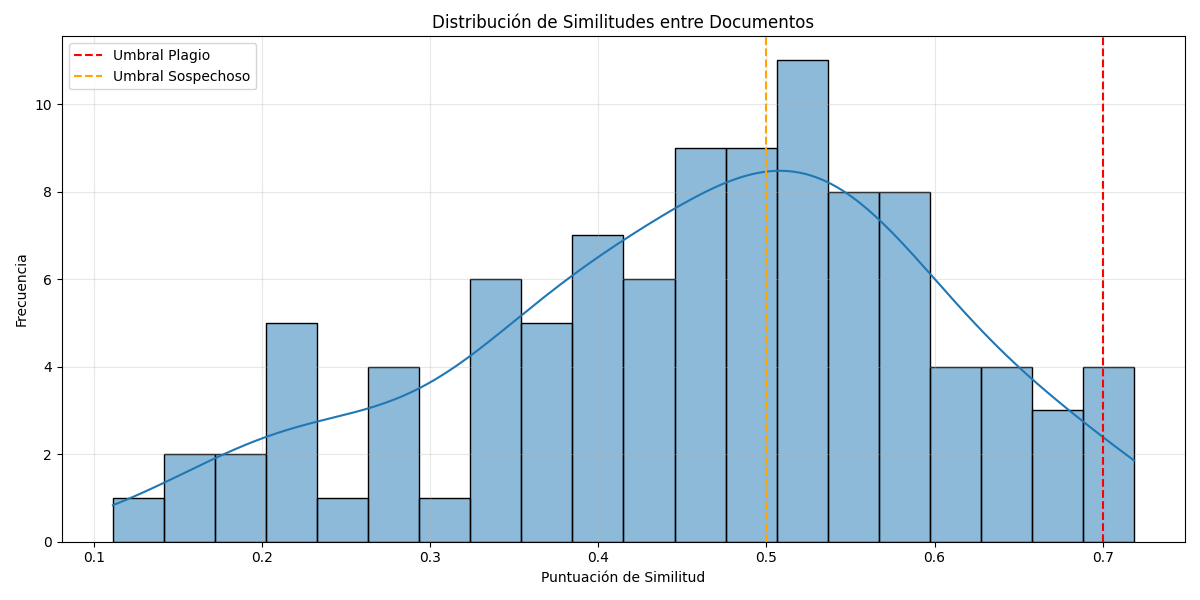 Distribución de Similitudes entre Documentos
Umbral Plagio
Umbral Sospechoso
Frecuencia
10
8
6
4
2
0
0.1 0.2 0.3 0.4 0.5 0.6 0.7
Puntuación de Similitud